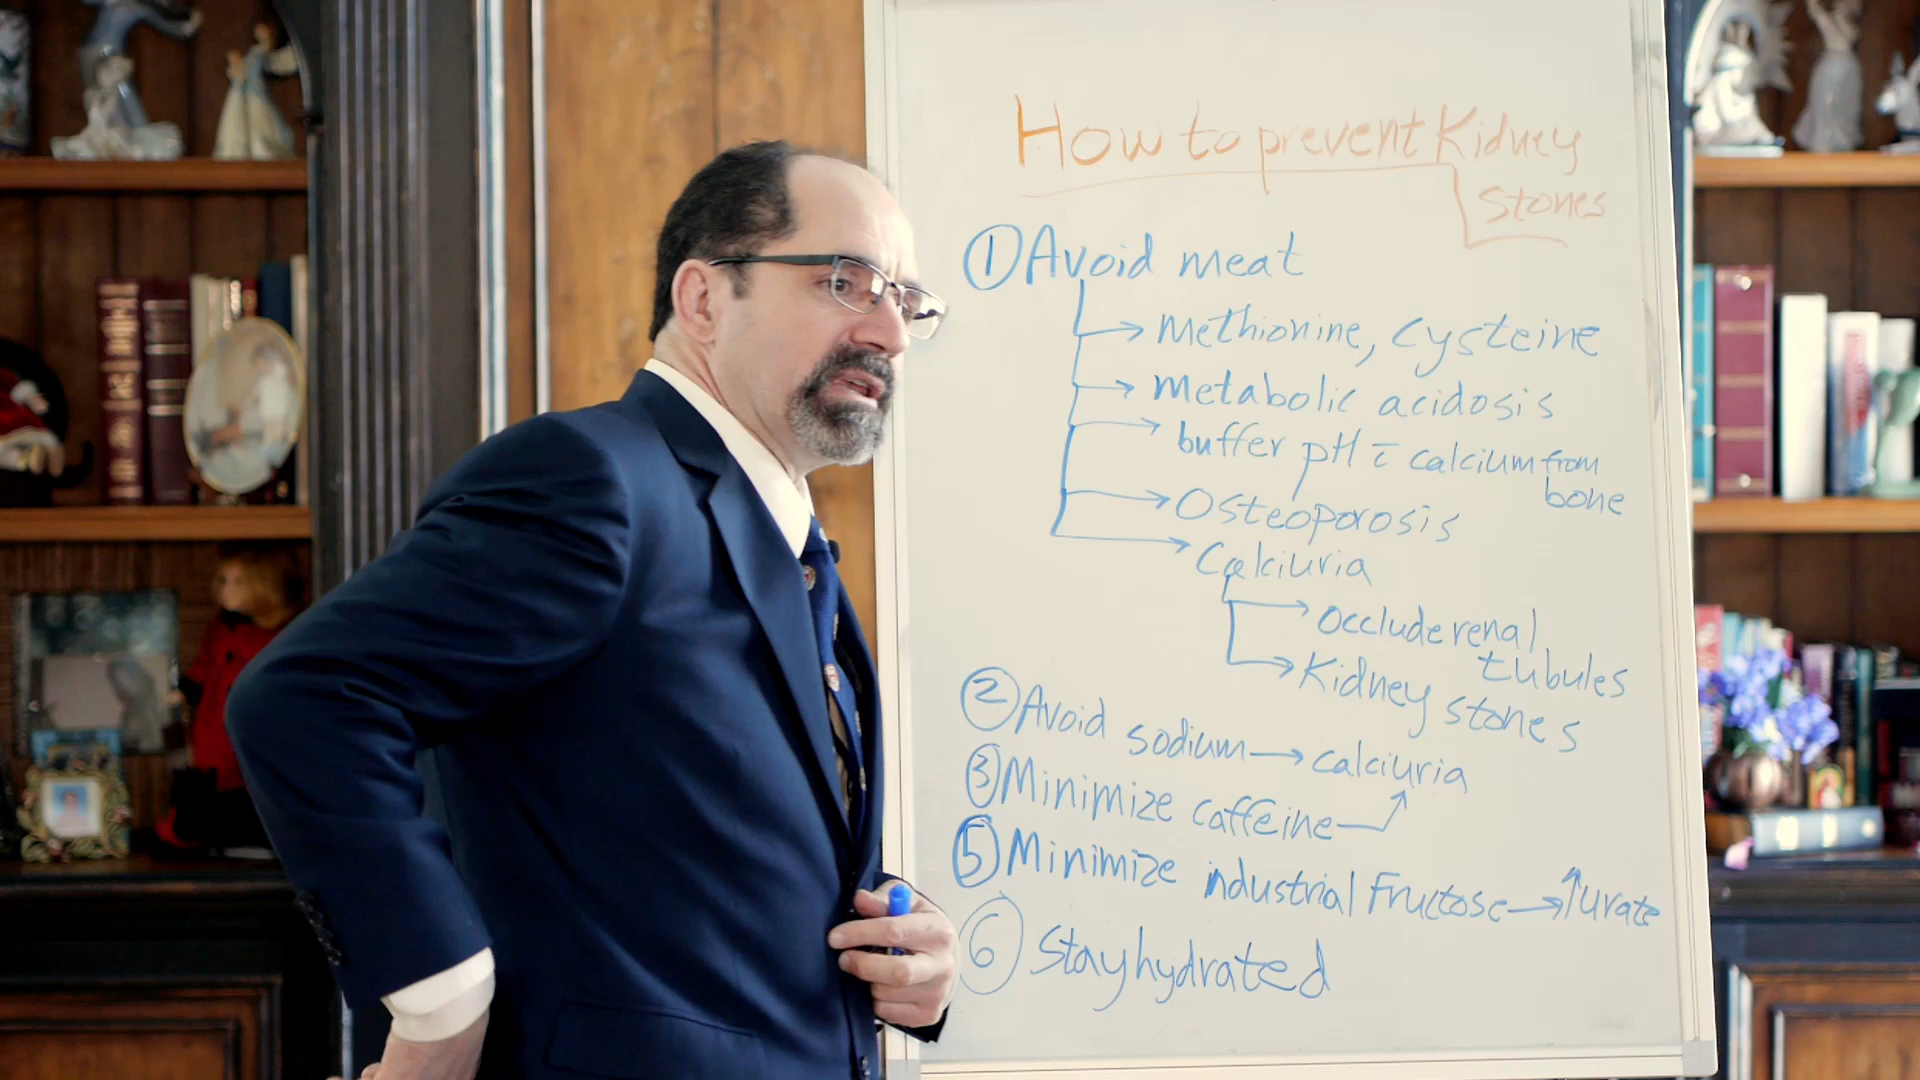 How to prevent Kidney
Stones
① Avoid meat
→ Methionine, Cysteine
→ Metabolic acidosis
→ buffer pH c̄ calcium from
bone
→ Osteoporosis
→ Calciuria
→ Occlude renal
tubules
→ Kidney stones
② Avoid sodium → calciuria
③ Minimize caffeine
⑤ Minimize industrial Fructose → ↑urate
⑥ Stay hydrated